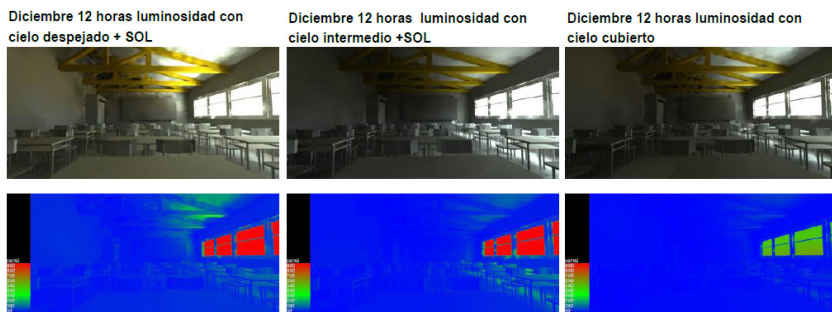 Diciembre 12 horas luminosidad con
cielo despejado + SOL
Diciembre 12 horas luminosidad con
cielo intermedio +SOL
Diciembre 12 horas luminosidad con
cielo cubierto